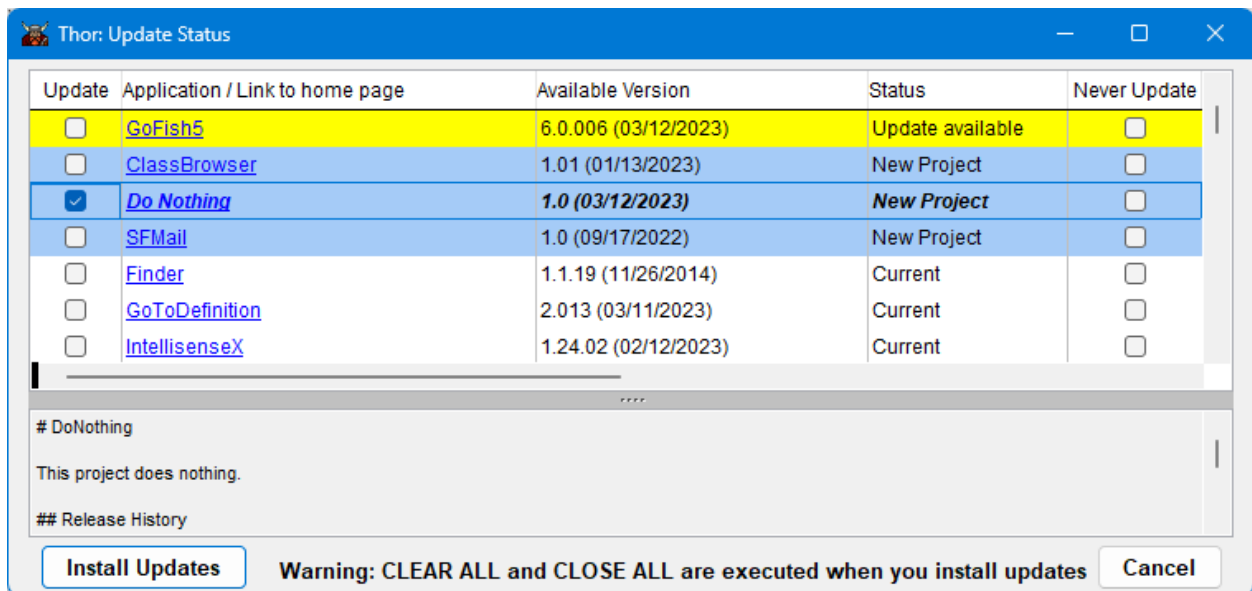 Thor: Update Status
Update Application / Link to home page Available Version Status Never Update
GoFish5 6.0.006 (03/12/2023) Update available
ClassBrowser 1.01 (01/13/2023) New Project
Do Nothing 1.0 (03/12/2023) New Project
SFMail 1.0 (09/17/2022) New Project
Finder 1.1.19 (11/26/2014) Current
GoToDefinition 2.013 (03/11/2023) Current
IntellisenseX 1.24.02 (02/12/2023) Current
# DoNothing
This project does nothing.
## Release History
Install Updates Warning: CLEAR ALL and CLOSE ALL are executed when you install updates Cancel